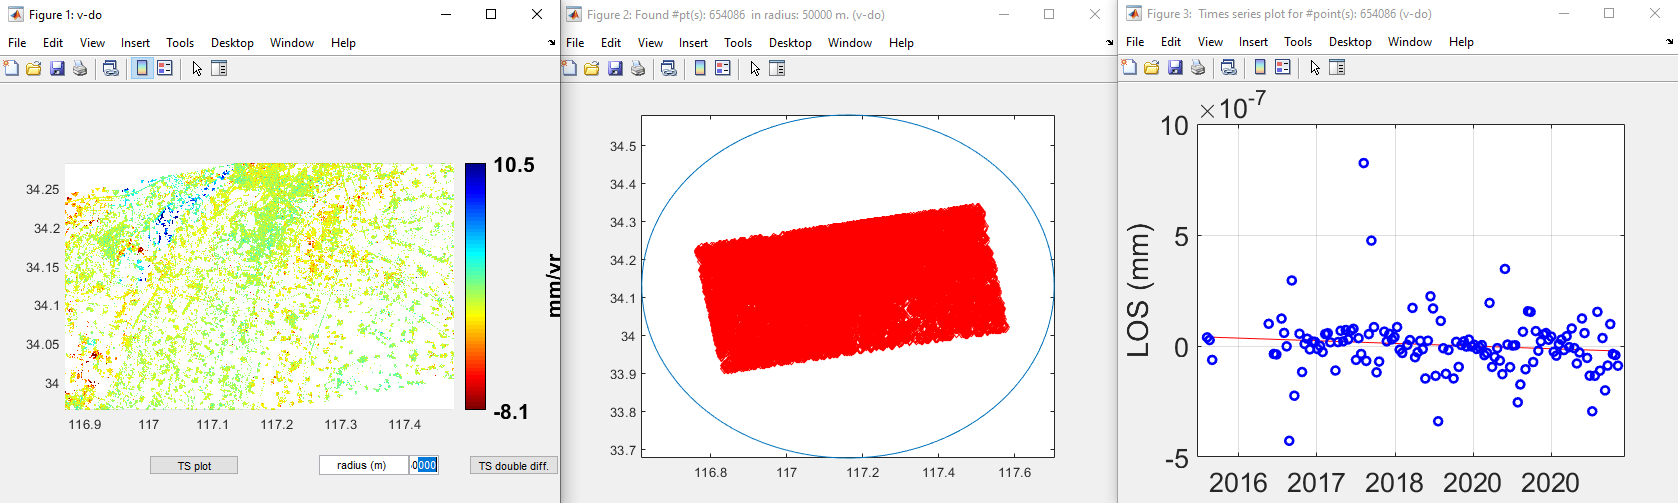 Figure 1: v-do
File Edit View Insert Tools Desktop Window Help
10.5
34.25
34.2
34.15
34.1
34.05
34
-8.1
mm/yr
116.9 117 117.1 117.2 117.3 117.4
TS plot
radius (m)
0000
TS double diff.
Figure 2: Found #pt(s): 654086 in radius: 50000 m. (v-do)
File Edit View Insert Tools Desktop Window Help
34.5
34.4
34.3
34.2
34.1
34
33.9
33.8
33.7
116.8 117 117.2 117.4 117.6
Figure 3: Times series plot for #point(s): 654086 (v-do)
File Edit View Insert Tools Desktop Window Help
×10-7
10
5
0
-5
LOS (mm)
2016 2017 2018 2020 2020